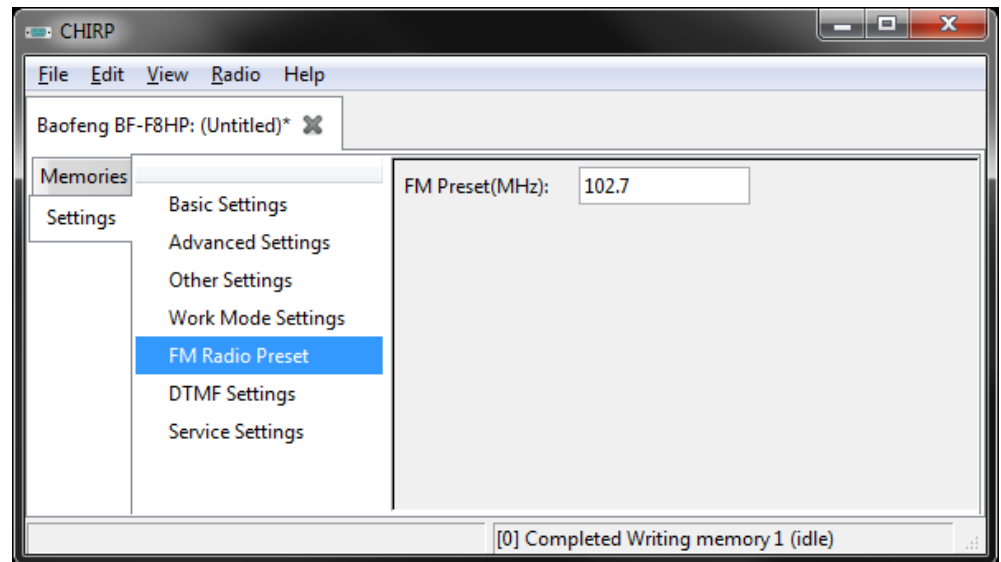 CHIRP
File Edit View Radio Help
Baofeng BF-F8HP: (Untitled)*
Memories
Settings
Basic Settings
Advanced Settings
Other Settings
Work Mode Settings
FM Radio Preset
DTMF Settings
Service Settings
FM Preset(MHz): 102.7
[0] Completed Writing memory 1 (idle)